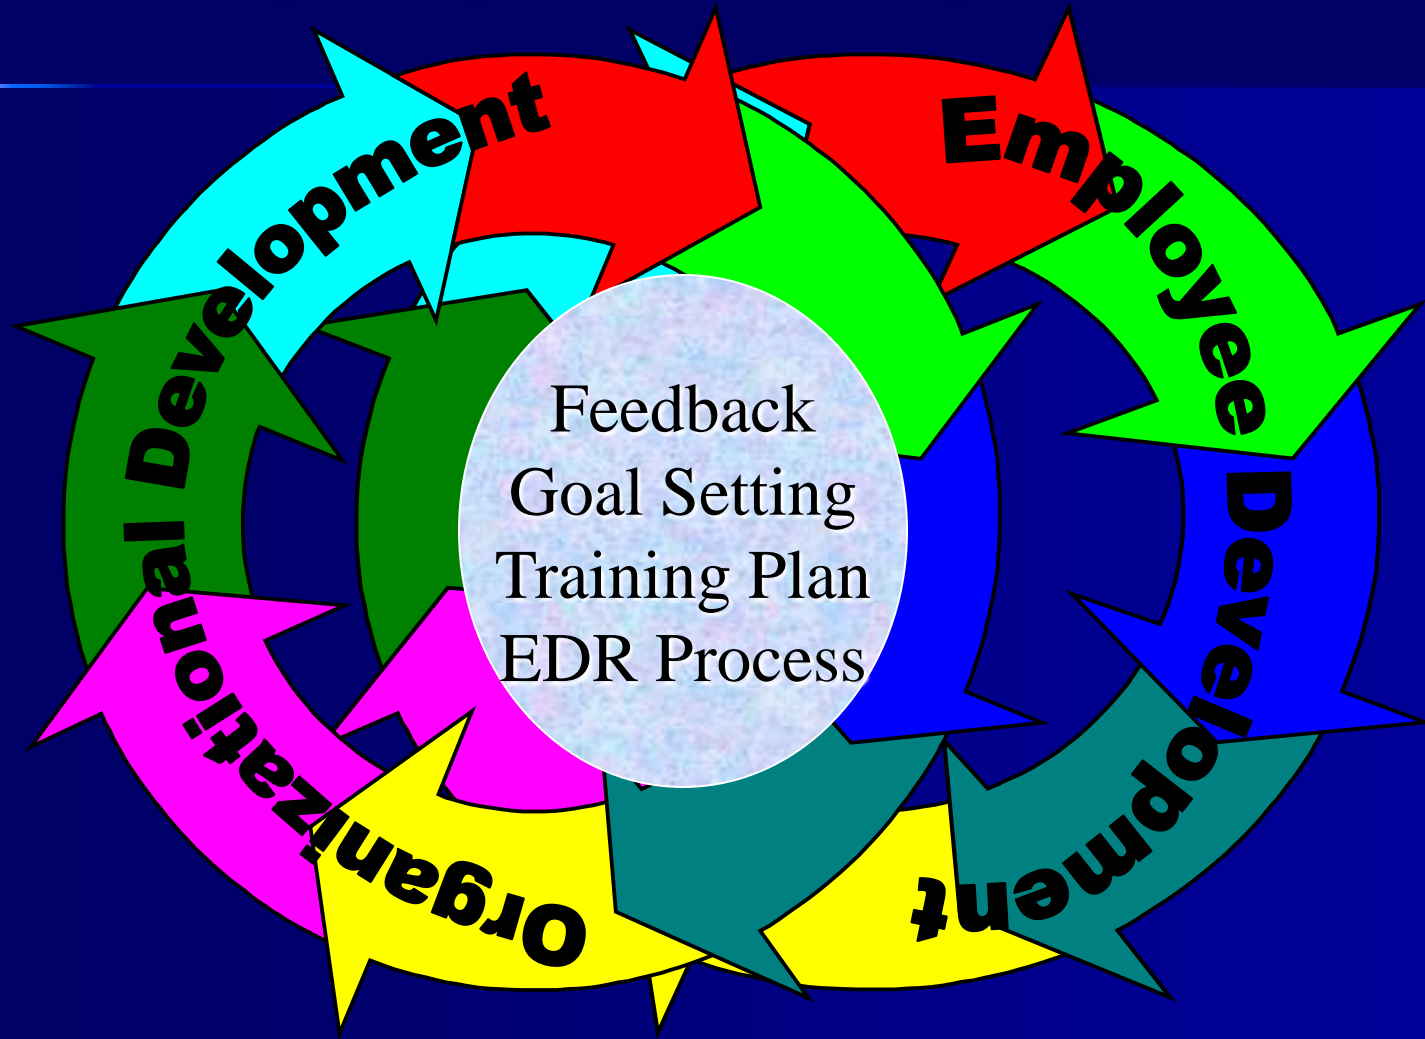 Organizational Development
Employee Development
Feedback
Goal Setting
Training Plan
EDR Process